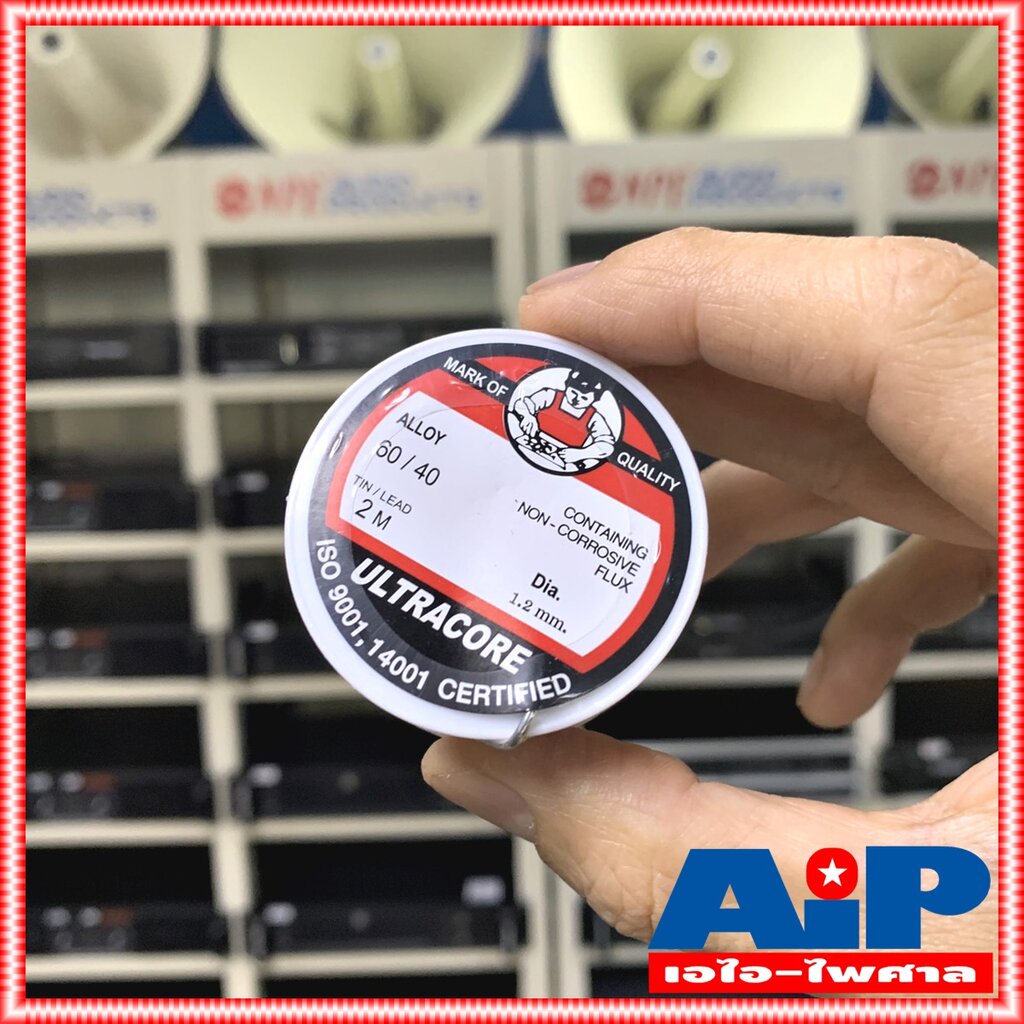 MARK OF
QUALITY
ALLOY
60 / 40
TIN / LEAD
2 M
CONTAINING
NON - CORROSIVE
FLUX
Dia.
1.2 mm.
ULTRACORE
ISO 9001, 14001 CERTIFIED
AiP
เอไอ-ไพศาล